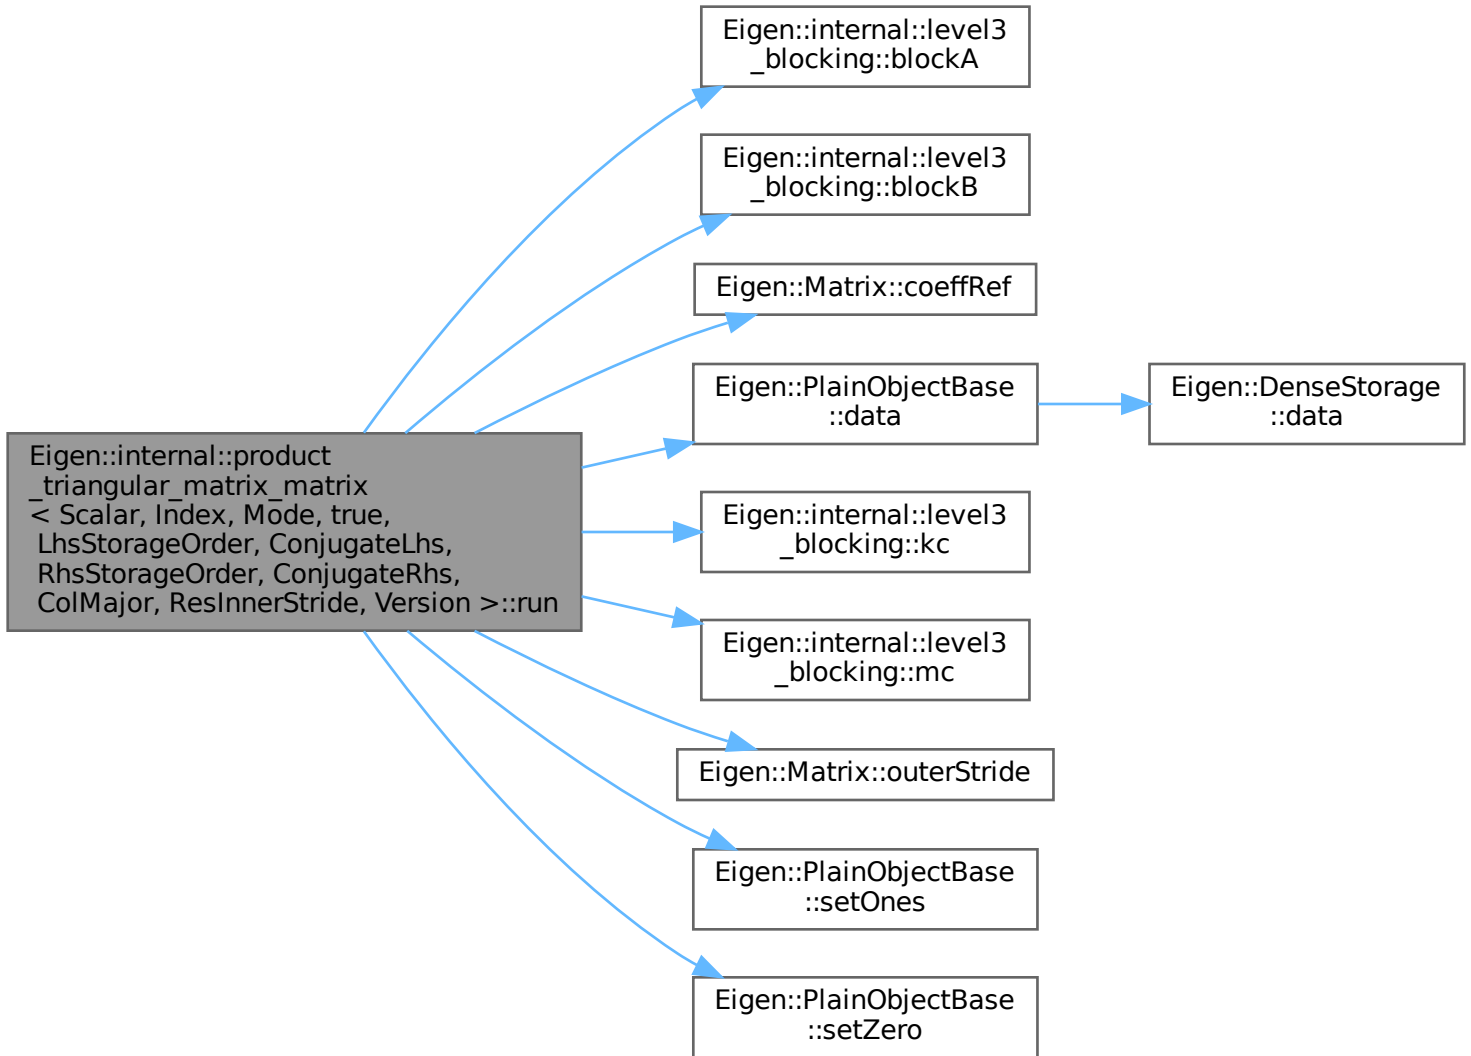 Eigen::internal::level3
_blocking::blockA
Eigen::internal::level3
_blocking::blockB
Eigen::Matrix::coeffRef
Eigen::PlainObjectBase
::data
Eigen::DenseStorage
::data
Eigen::internal::product
_triangular_matrix_matrix
< Scalar, Index, Mode, true,
LhsStorageOrder, ConjugateLhs,
RhsStorageOrder, ConjugateRhs,
ColMajor, ResInnerStride, Version >::run
Eigen::internal::level3
_blocking::kc
Eigen::internal::level3
_blocking::mc
Eigen::Matrix::outerStride
Eigen::PlainObjectBase
::setOnes
Eigen::PlainObjectBase
::setZero